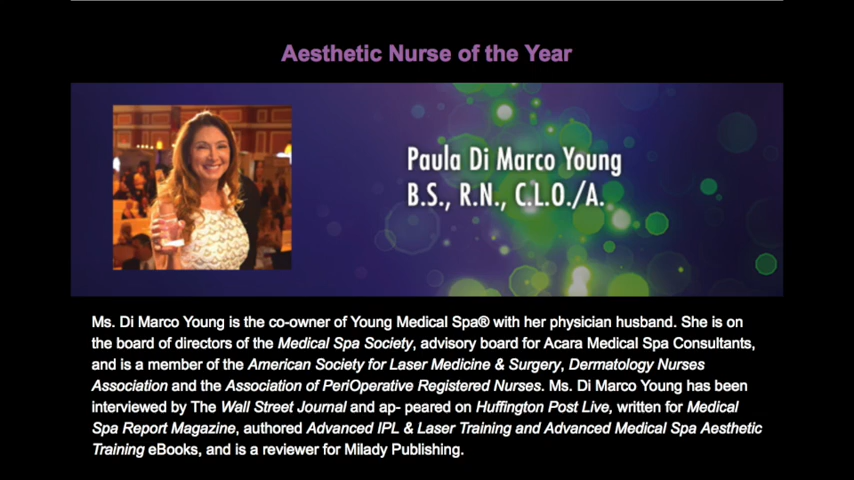 Aesthetic Nurse of the Year
Paula Di Marco Young
B.S., R.N., C.L.O./A.
Ms. Di Marco Young is the co-owner of Young Medical Spa® with her physician husband. She is on
the board of directors of the Medical Spa Society, advisory board for Acara Medical Spa Consultants,
and is a member of the American Society for Laser Medicine & Surgery, Dermatology Nurses
Association and the Association of PeriOperative Registered Nurses. Ms. Di Marco Young has been
interviewed by The Wall Street Journal and ap- peared on Huffington Post Live, written for Medical
Spa Report Magazine, authored Advanced IPL & Laser Training and Advanced Medical Spa Aesthetic
Training eBooks, and is a reviewer for Milady Publishing.